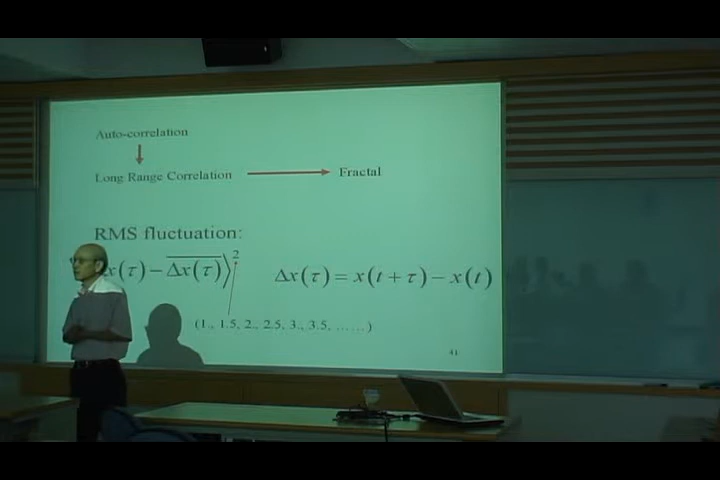 Auto-correlation
Long Range Correlation → Fractal
RMS fluctuation:
x(τ) − \overline{Δx(τ)}⟩² Δx(τ) = x(t + τ) − x(t)
(1., 1.5, 2., 2.5, 3., 3.5, ......)
41